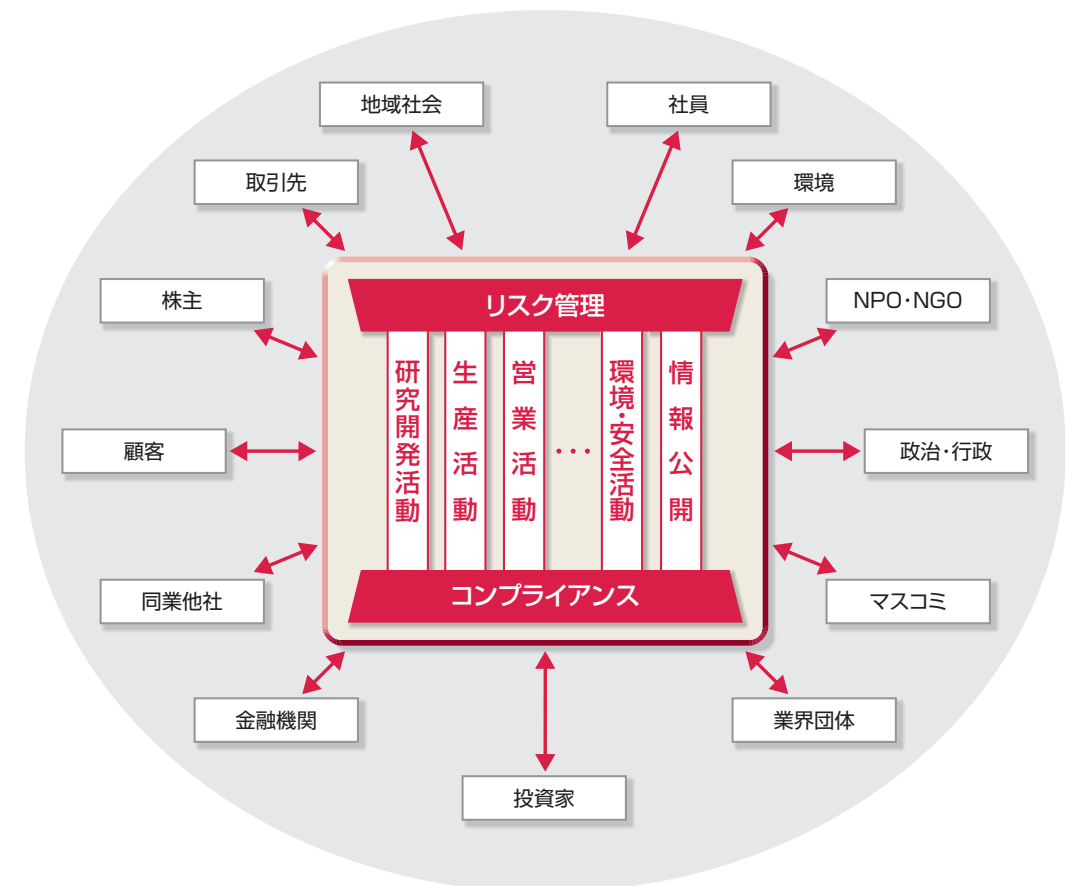 地域社会
社員
取引先
環境
株主
リスク管理
NPO・NGO
研究開発活動
生産活動
営業活動
…
環境・安全活動
情報公開
顧客
政治・行政
同業他社
コンプライアンス
マスコミ
金融機関
業界団体
投資家